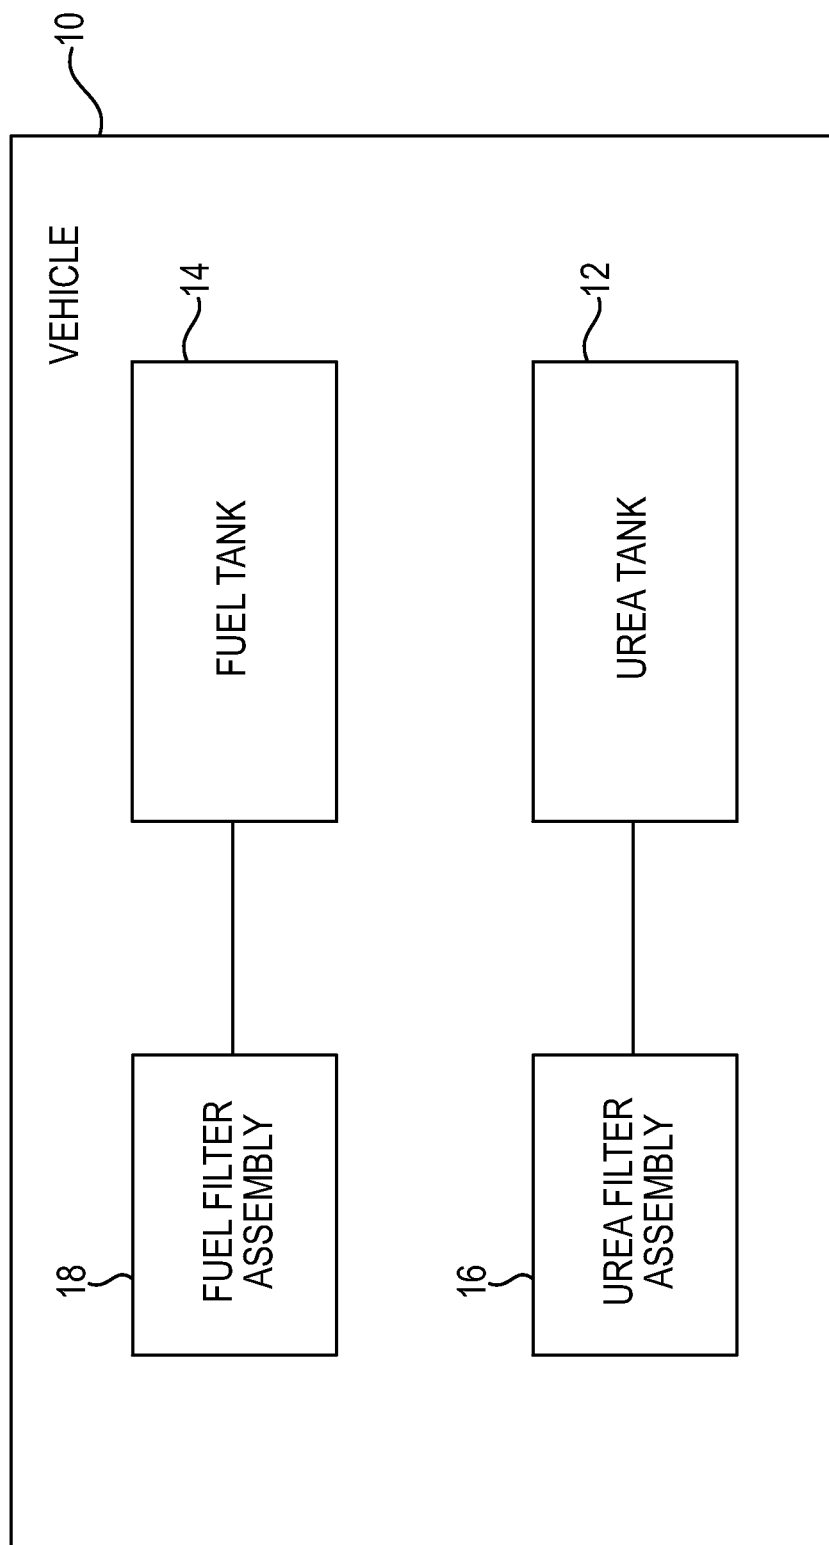 10
VEHICLE
18
FUEL FILTER
ASSEMBLY
14
FUEL TANK
16
UREA FILTER
ASSEMBLY
12
UREA TANK